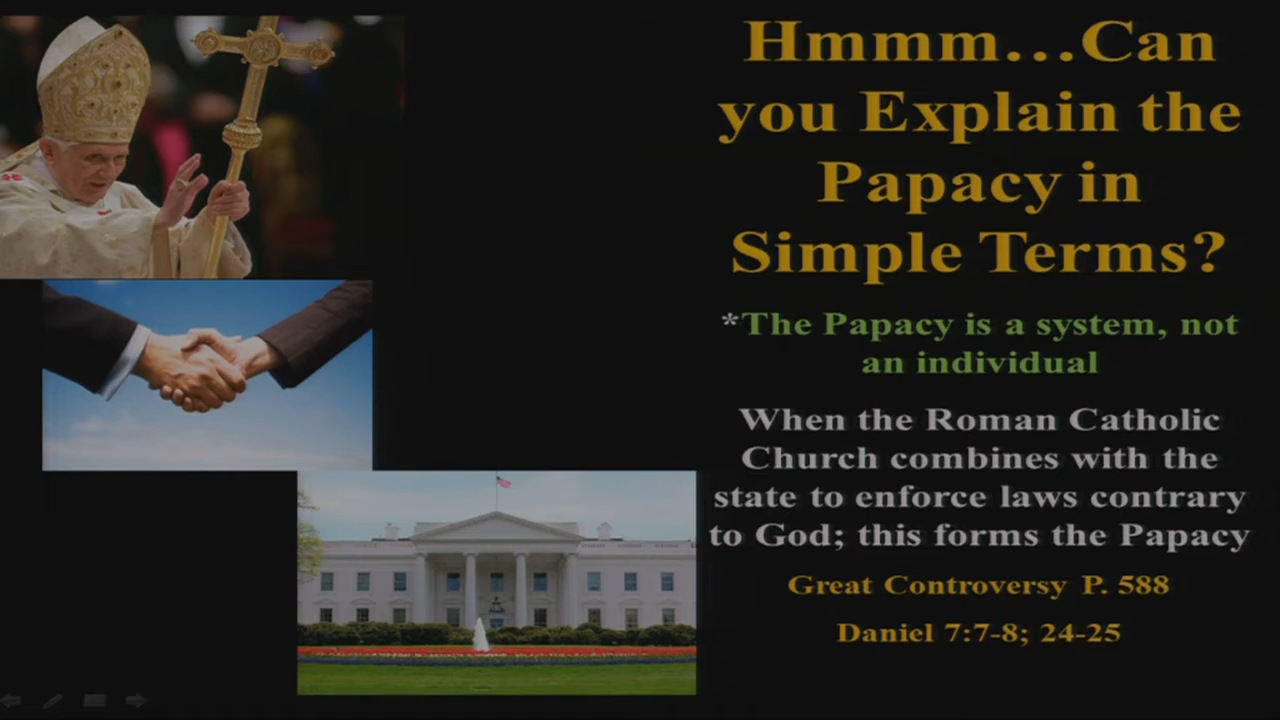 Hmmm...Can
you Explain the
Papacy in
Simple Terms?
*The Papacy is a system, not
an individual
When the Roman Catholic
Church combines with the
state to enforce laws contrary
to God; this forms the Papacy
Great Controversy P. 588
Daniel 7:7-8; 24-25